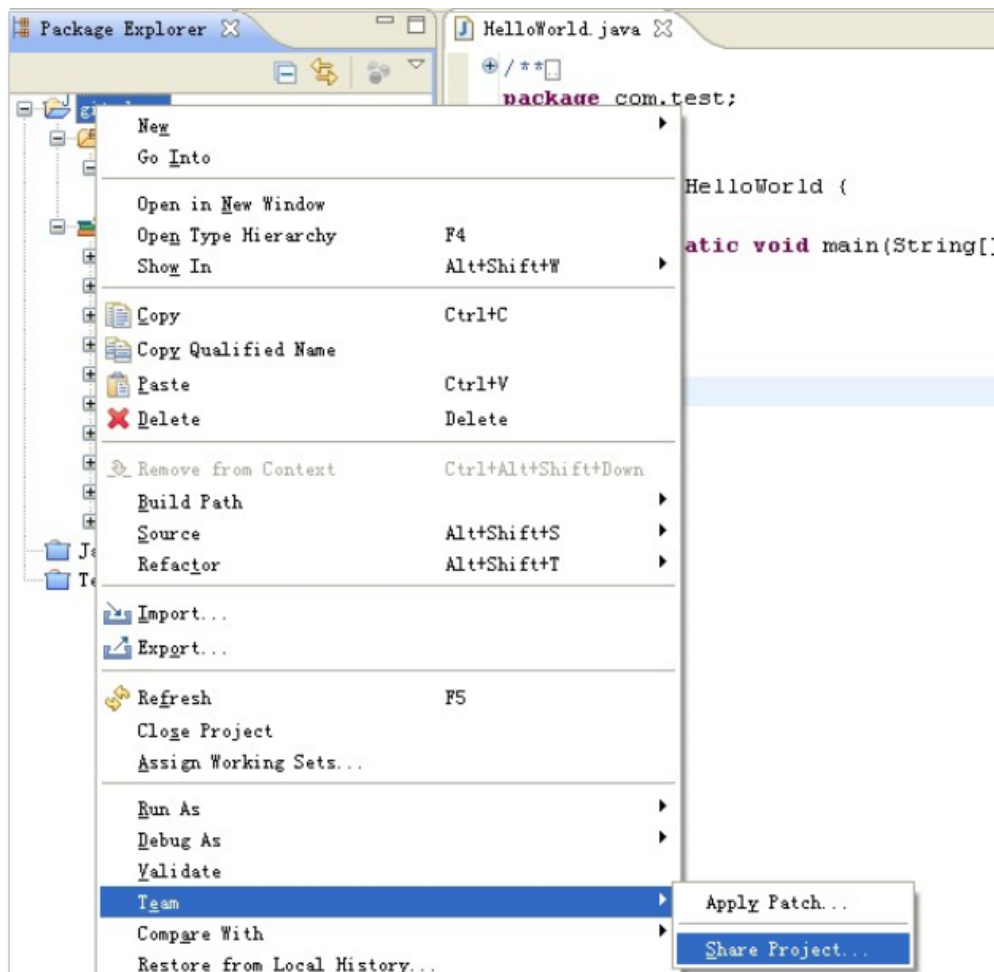 Package Explorer
HelloWorld.java
/**
package com.test;
HelloWorld {
atic void main(String[]
New
Go Into
Open in New Window
Open Type Hierarchy F4
Show In Alt+Shift+W
Copy Ctrl+C
Copy Qualified Name
Paste Ctrl+V
Delete Delete
Remove from Context Ctrl+Alt+Shift+Down
Build Path
Source Alt+Shift+S
Refactor Alt+Shift+T
Import...
Export...
Refresh F5
Close Project
Assign Working Sets...
Run As
Debug As
Validate
Team
Apply Patch...
Compare With
Share Project...
Restore from Local History...